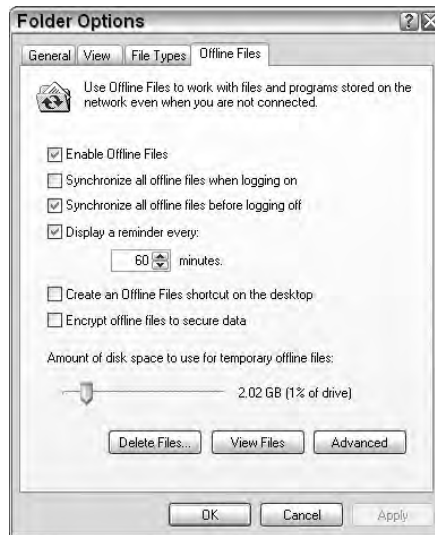 Folder Options
General View File Types Offline Files
Use Offline Files to work with files and programs stored on the
network even when you are not connected.
Enable Offline Files
Synchronize all offline files when logging on
Synchronize all offline files before logging off
Display a reminder every:
60 minutes.
Create an Offline Files shortcut on the desktop
Encrypt offline files to secure data
Amount of disk space to use for temporary offline files:
2.02 GB (1% of drive)
Delete Files... View Files Advanced
OK Cancel Apply